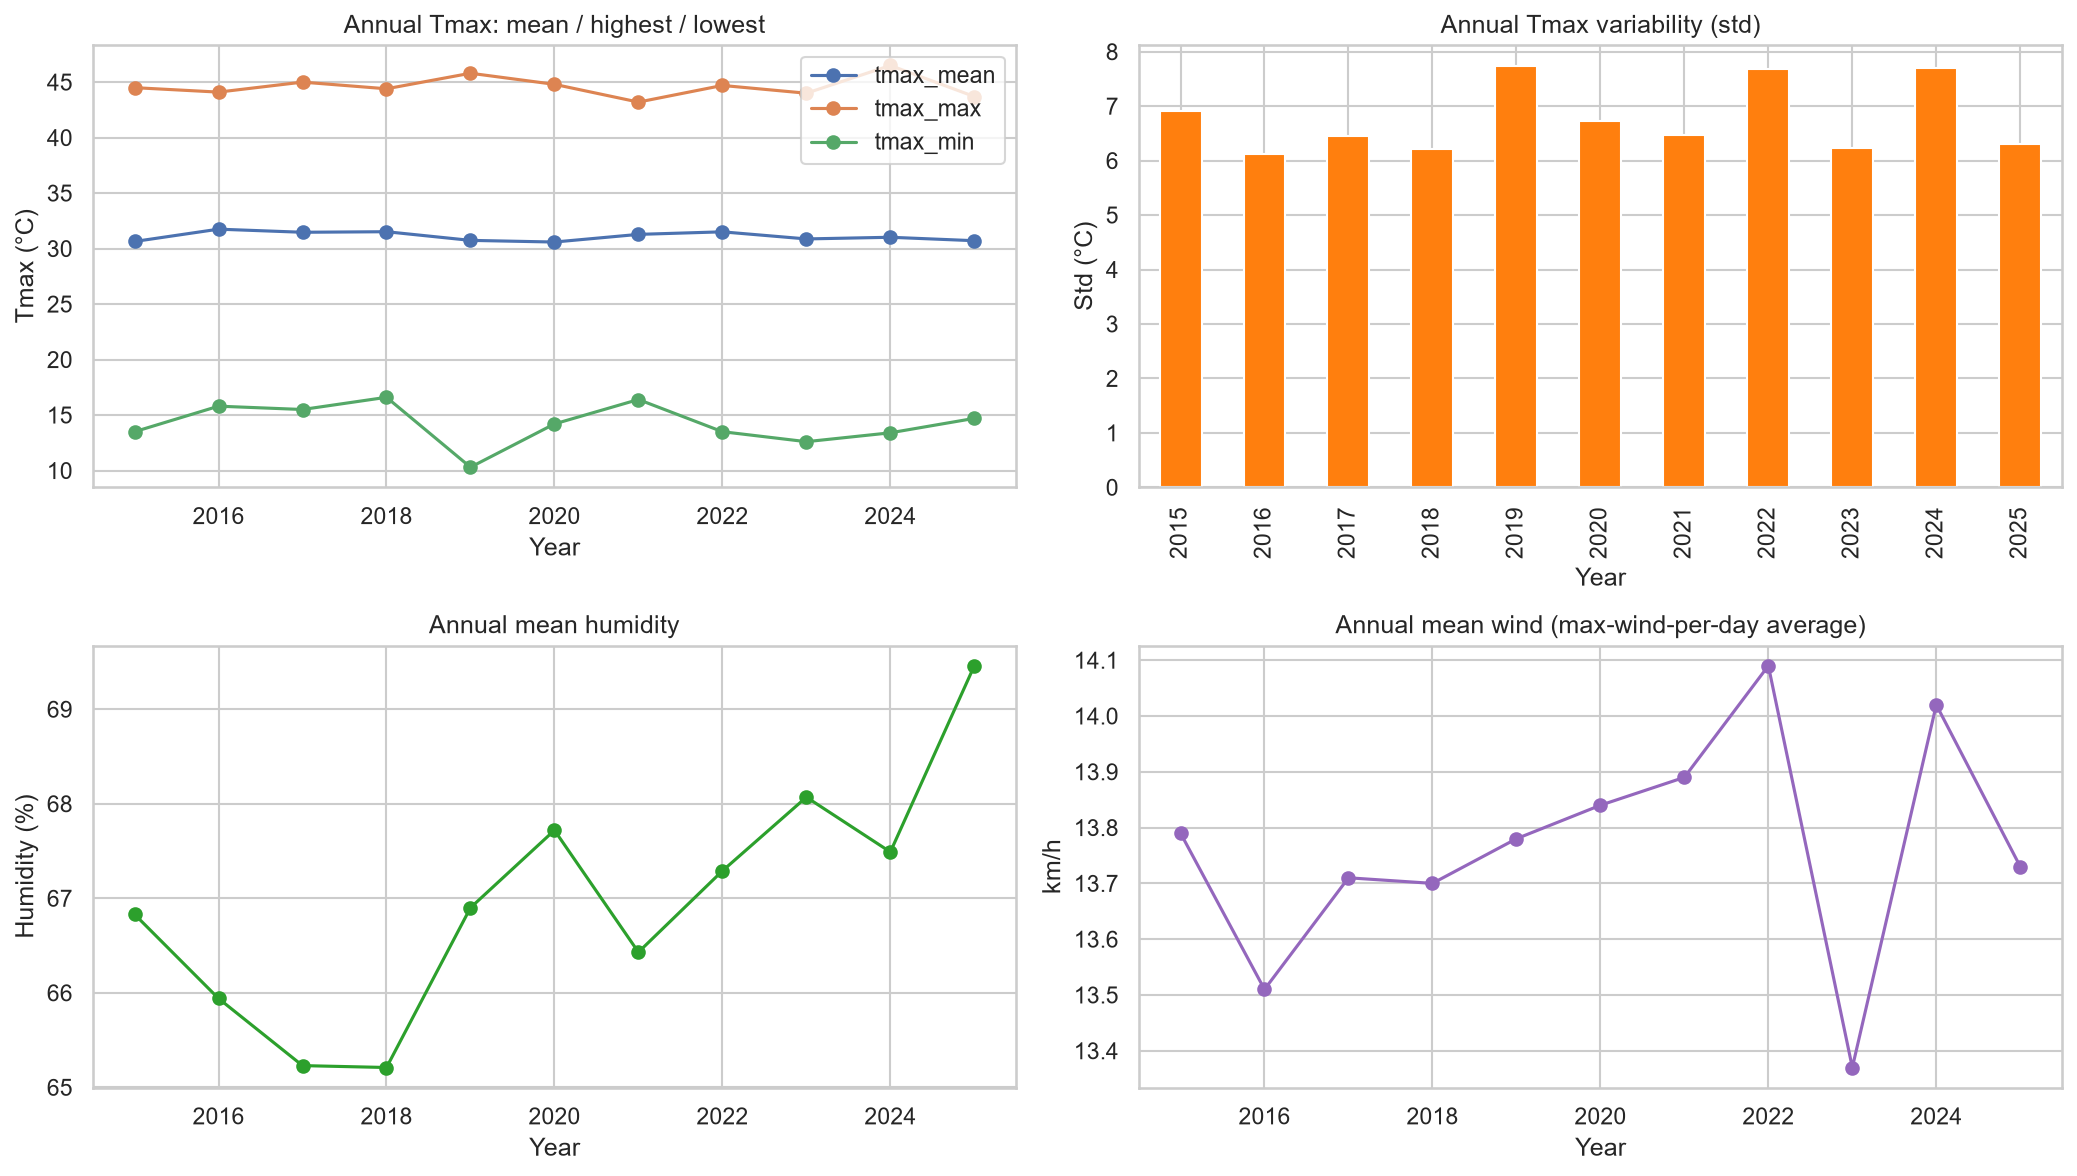 Annual Tmax: mean / highest / lowest
tmax_mean
tmax_max
tmax_min
Tmax (°C)
45
40
35
30
25
20
15
10
2016 2018 2020 2022 2024
Year
Annual Tmax variability (std)
Std (°C)
8
7
6
5
4
3
2
1
0
2015 2016 2017 2018 2019 2020 2021 2022 2023 2024 2025
Year
Annual mean humidity
Humidity (%)
69
68
67
66
65
2016 2018 2020 2022 2024
Year
Annual mean wind (max-wind-per-day average)
km/h
14.1
14.0
13.9
13.8
13.7
13.6
13.5
13.4
2016 2018 2020 2022 2024
Year